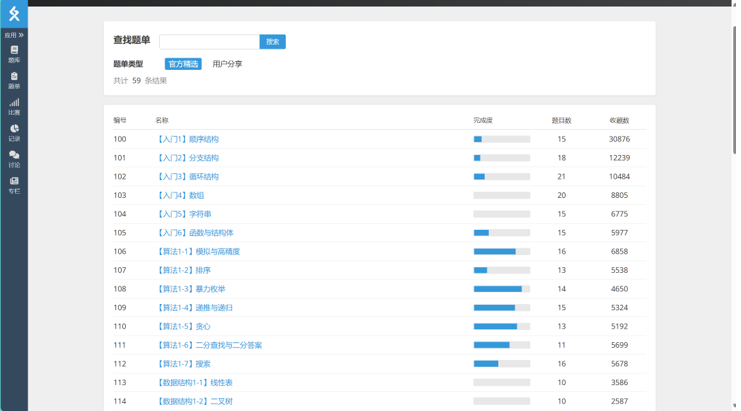 应用
题库
题单
比赛
记录
讨论
专栏
查找题单 搜索
题单类型 官方精选 用户分享
共计 59 条结果
编号 名称 完成度 题目数 收藏数
100 【入门1】顺序结构 15 30876
101 【入门2】分支结构 18 12239
102 【入门3】循环结构 21 10484
103 【入门4】数组 20 8805
104 【入门5】字符串 15 6775
105 【入门6】函数与结构体 15 5977
106 【算法1-1】模拟与高精度 16 6858
107 【算法1-2】排序 13 5538
108 【算法1-3】暴力枚举 14 4650
109 【算法1-4】递推与递归 15 5324
110 【算法1-5】贪心 13 5192
111 【算法1-6】二分查找与二分答案 11 5699
112 【算法1-7】搜索 16 5678
113 【数据结构1-1】线性表 10 3586
114 【数据结构1-2】二叉树 10 2587